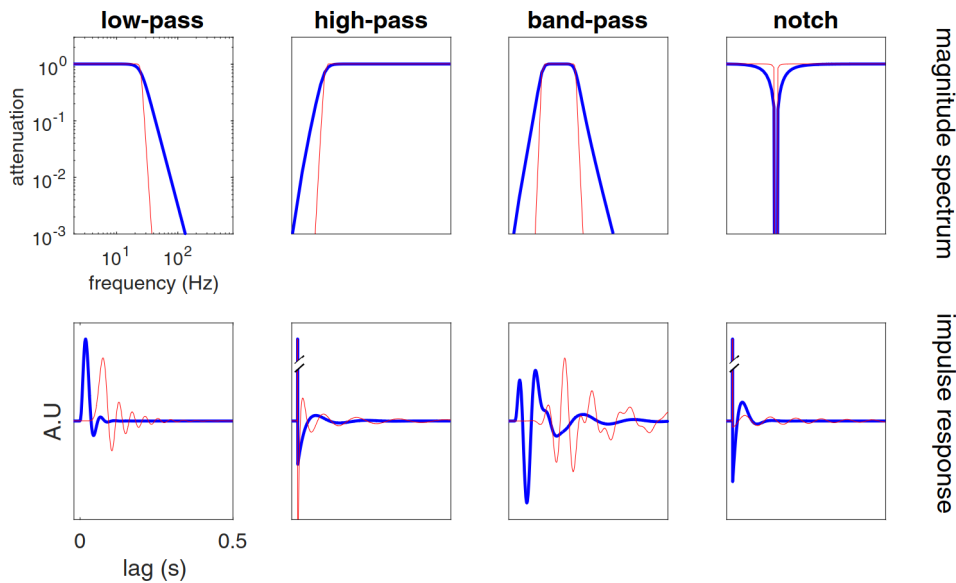 low-pass
high-pass
band-pass
notch
10^0
10^-1
10^-2
10^-3
attenuation
10^1
10^2
frequency (Hz)
magnitude spectrum
A.U
0
0.5
lag (s)
impulse response